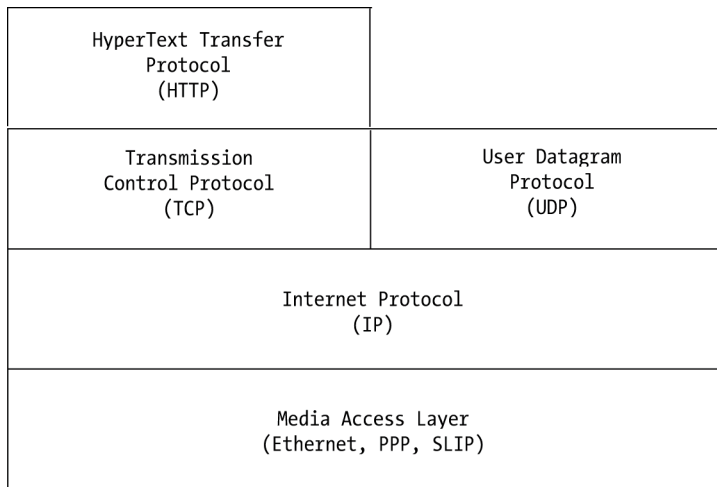 HyperText Transfer
Protocol
(HTTP)
Transmission
Control Protocol
(TCP)
User Datagram
Protocol
(UDP)
Internet Protocol
(IP)
Media Access Layer
(Ethernet, PPP, SLIP)